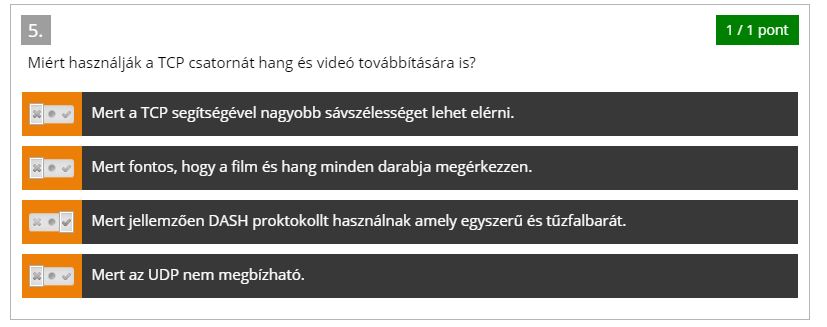 5.
1 / 1 pont
Miért használják a TCP csatornát hang és videó továbbítására is?
Mert a TCP segítségével nagyobb sávszélességet lehet elérni.
Mert fontos, hogy a film és hang minden darabja megérkezzen.
Mert jellemzően DASH proktokollt használnak amely egyszerű és tűzfalbarát.
Mert az UDP nem megbízható.